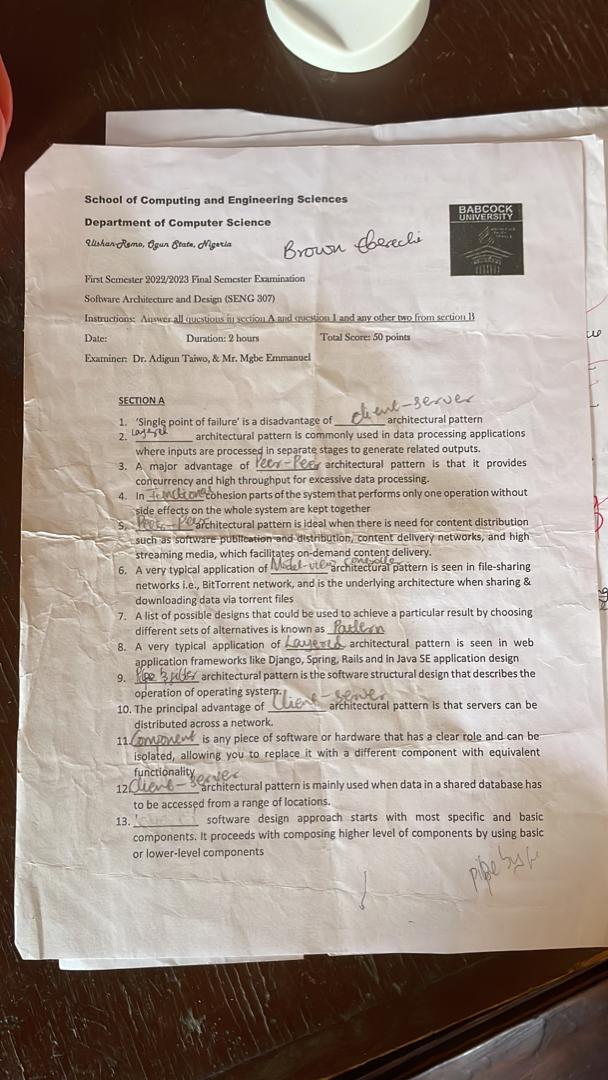 School of Computing and Engineering Sciences
Department of Computer Science
BABCOCK
UNIVERSITY
Ilishan-Remo, Ogun State, Nigeria
Brown
First Semester 2022/2023 Final Semester Examination
Software Architecture and Design (SENG 307)
Instructions: Answer all questions in section A and question 1 and any other two from section B
Date: Duration: 2 hours Total Score: 50 points
Examiner: Dr. Adigun Taiwo, & Mr. Mgbe Emmanuel
SECTION A
1. 'Single point of failure' is a disadvantage of client-server architectural pattern
2. Layered architectural pattern is commonly used in data processing applications
where inputs are processed in separate stages to generate related outputs.
3. A major advantage of Peer-Peer architectural pattern is that it provides
concurrency and high throughput for excessive data processing.
4. In Functional cohesion parts of the system that performs only one operation without
side effects on the whole system are kept together
5. Peer-Peer architectural pattern is ideal when there is need for content distribution
such as software publication and distribution, content delivery networks, and high
streaming media, which facilitates on-demand content delivery.
6. A very typical application of Model-view controller architectural pattern is seen in file-sharing
networks i.e., BitTorrent network, and is the underlying architecture when sharing &
downloading data via torrent files
7. A list of possible designs that could be used to achieve a particular result by choosing
different sets of alternatives is known as Pattern
8. A very typical application of Layered architectural pattern is seen in web
application frameworks like Django, Spring, Rails and in Java SE application design
9. Pipe & filter architectural pattern is the software structural design that describes the
operation of operating system.
10. The principal advantage of Client-server architectural pattern is that servers can be
distributed across a network.
11. Component is any piece of software or hardware that has a clear role and can be
isolated, allowing you to replace it with a different component with equivalent
functionality
12. Client-server architectural pattern is mainly used when data in a shared database has
to be accessed from a range of locations.
13. software design approach starts with most specific and basic
components. It proceeds with composing higher level of components by using basic
or lower-level components
pipe